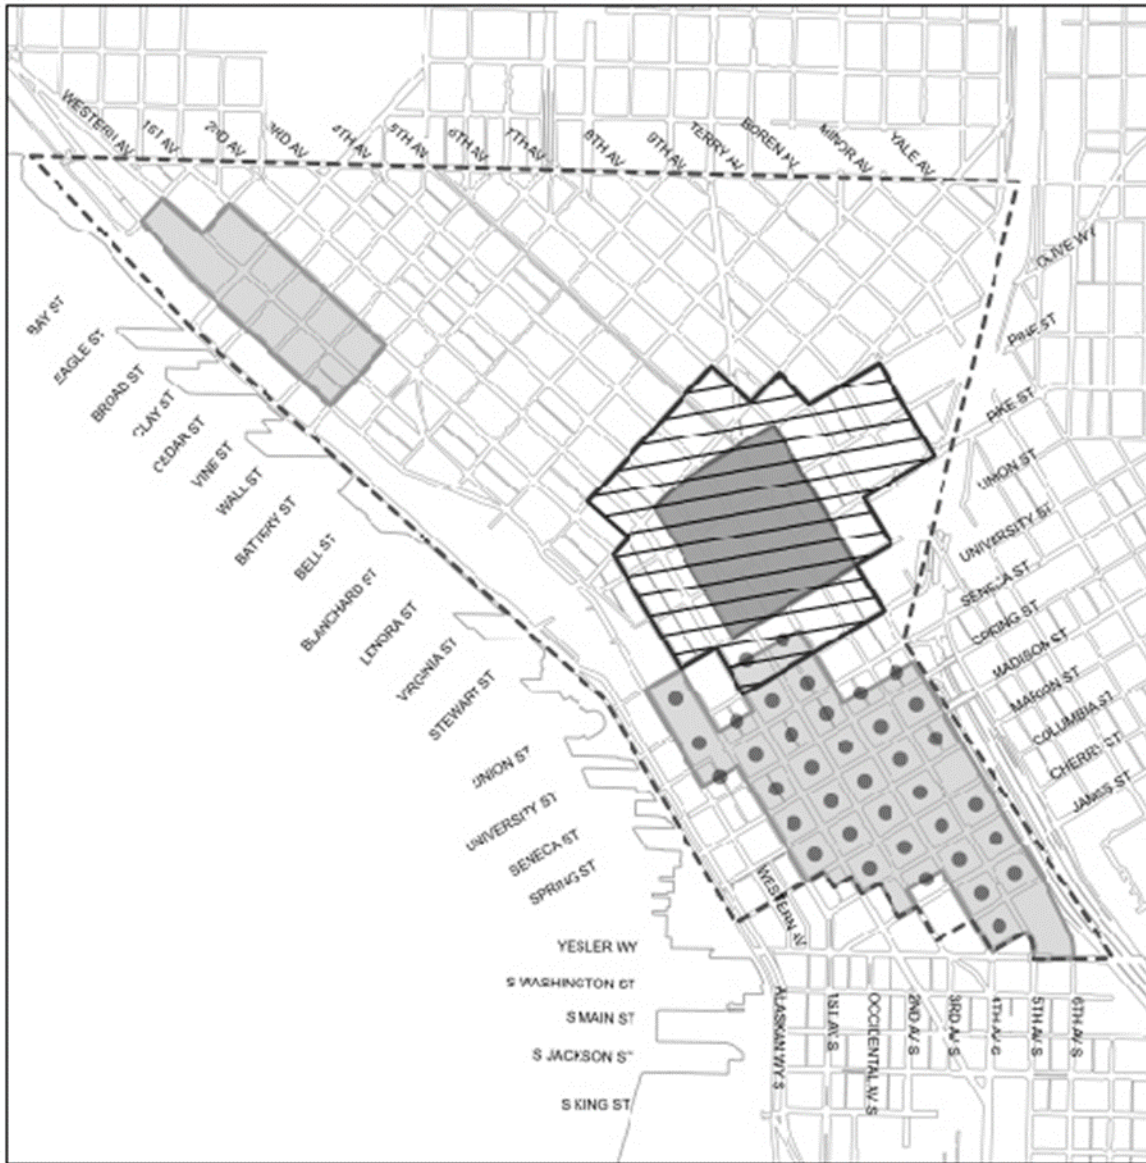 WESTERN AV
1ST AV
2ND AV
3RD AV
4TH AV
5TH AV
6TH AV
7TH AV
8TH AV
9TH AV
TERRY AV
BOREN AV
MINOR AV
YALE AV
OLIVE WY
PINE ST
PIKE ST
UNION ST
UNIVERSITY ST
SENECA ST
SPRING ST
MADISON ST
MARION ST
COLUMBIA ST
CHERRY ST
JAMES ST
BAY ST
EAGLE ST
BROAD ST
CLAY ST
CEDAR ST
VINE ST
WALL ST
BATTERY ST
BELL ST
BLANCHARD ST
LENORA ST
VIRGINIA ST
STEWART ST
UNION ST
UNIVERSITY ST
SENECA ST
SPRING ST
YESLER WY
S WASHINGTON ST
S MAIN ST
S JACKSON ST
S KING ST
WESTERN AV
ALASKAN WY S
1ST AV S
OCCIDENTAL AV S
2ND AV S
3RD AV S
4TH AV S
5TH AV S
6TH AV S